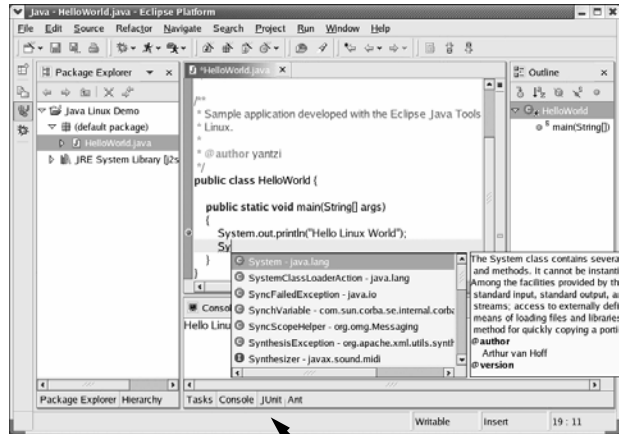 Java - HelloWorld.java - Eclipse Platform
File Edit Source Refactor Navigate Search Project Run Window Help
Package Explorer
*HelloWorld.java
Outline
Java Linux Demo
(default package)
HelloWorld.java
JRE System Library [j2s
/**
* Sample application developed with the Eclipse Java Tools
* Linux.
*
* @author yantzi
*/
public class HelloWorld {
public static void main(String[] args)
{
System.out.println("Hello Linux World");
Sy
}
}
HelloWorld
main(String[])
System - java.lang
SystemClassLoaderAction - java.lang
SyncFailedException - java.io
SynchVariable - com.sun.corba.se.internal.corba
SyncScopeHelper - org.omg.Messaging
SynthesisException - org.apache.xml.utils.synth
Synthesizer - javax.sound.midi
The System class contains severa
and methods. It cannot be instanti
Among the facilities provided by th
standard input, standard output, a
streams; access to externally defi
means of loading files and libraries
method for quickly copying a porti
@author
Arthur van Hoff
@version
Consol
Hello Linu
Package Explorer Hierarchy
Tasks Console JUnit Ant
Writable Insert 19 : 11